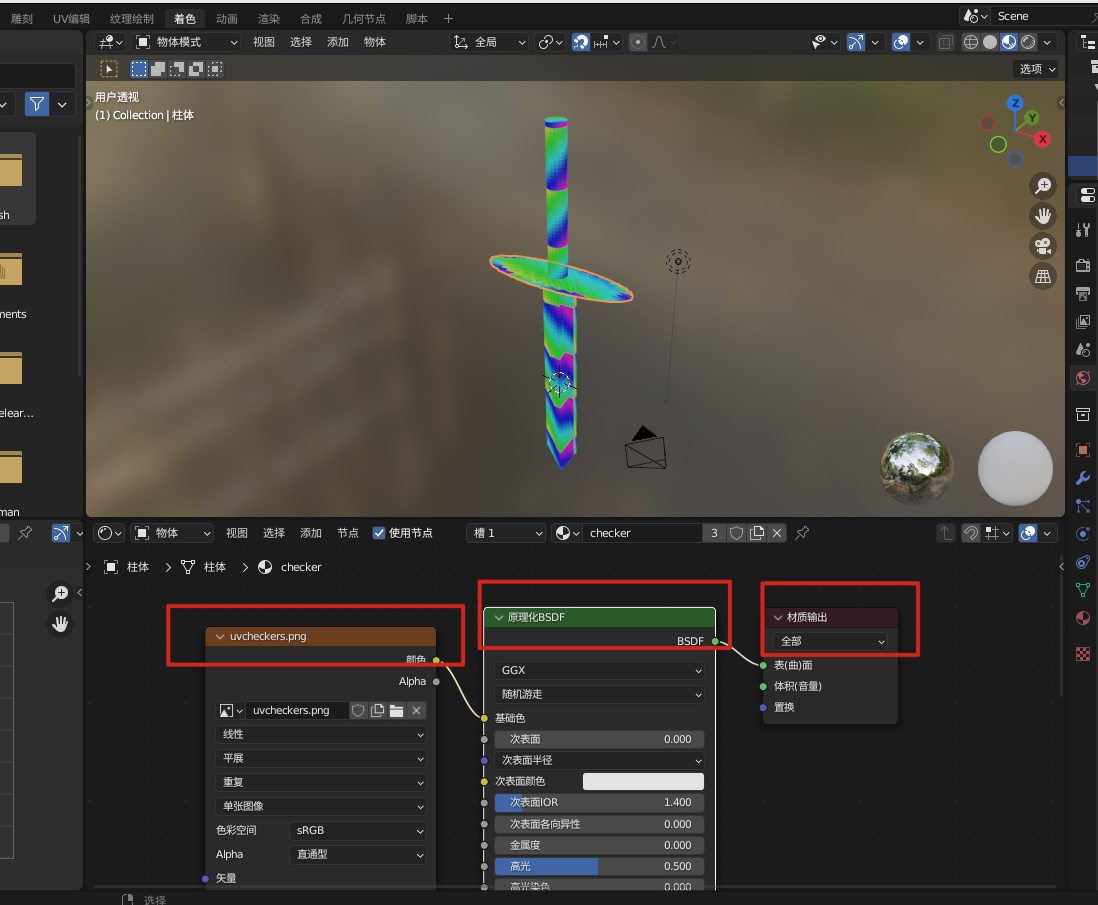 雕刻 UV编辑 纹理绘制 着色 动画 渲染 合成 几何节点 脚本 + Scene
物体模式 视图 选择 添加 物体 全局
选项
用户透视
(1) Collection | 柱体
Z
Y
X
sh
ments
elear...
man
物体 视图 选择 添加 节点 使用节点 槽 1 checker 3
柱体 柱体 checker
uvcheckers.png
颜色
Alpha
uvcheckers.png
线性
平展
重复
单张图像
色彩空间 sRGB
Alpha 直通型
矢量
原理化BSDF
BSDF
GGX
随机游走
基础色
次表面 0.000
次表面半径
次表面颜色
次表面IOR 1.400
次表面各向异性 0.000
金属度 0.000
高光 0.500
高光染色 0.000
材质输出
全部
表(曲)面
体积(音量)
置换
选择